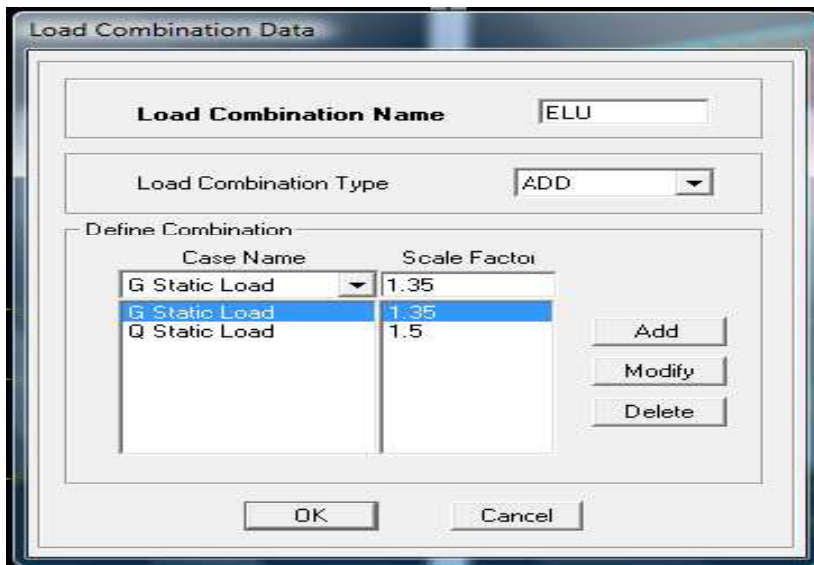 Load Combination Data
Load Combination Name ELU
Load Combination Type ADD
Define Combination
Case Name Scale Factor
G Static Load 1.35
G Static Load 1.35
Q Static Load 1.5
Add
Modify
Delete
OK Cancel